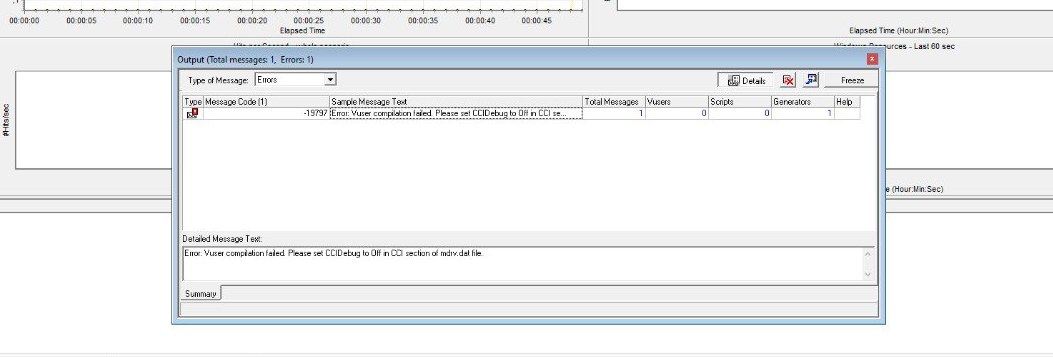 00:00:00 00:00:05 00:00:10 00:00:15 00:00:20 00:00:25 00:00:30 00:00:35 00:00:40 00:00:45
Elapsed Time
Elapsed Time (Hour:Min:Sec)
Windows Resources - Last 60 sec
#Hits/sec
Output (Total messages: 1, Errors: 1)
Type of Message: Errors Details Freeze
Type Message Code (1) Sample Message Text Total Messages Vusers Scripts Generators Help
-19797 Error: Vuser compilation failed. Please set CCIDebug to Off in CCI se... 1 0 0 1
e (Hour:Min:Sec)
Detailed Message Text:
Error: Vuser compilation failed. Please set CCIDebug to Off in CCI section of mdrv.dat file.
Summary